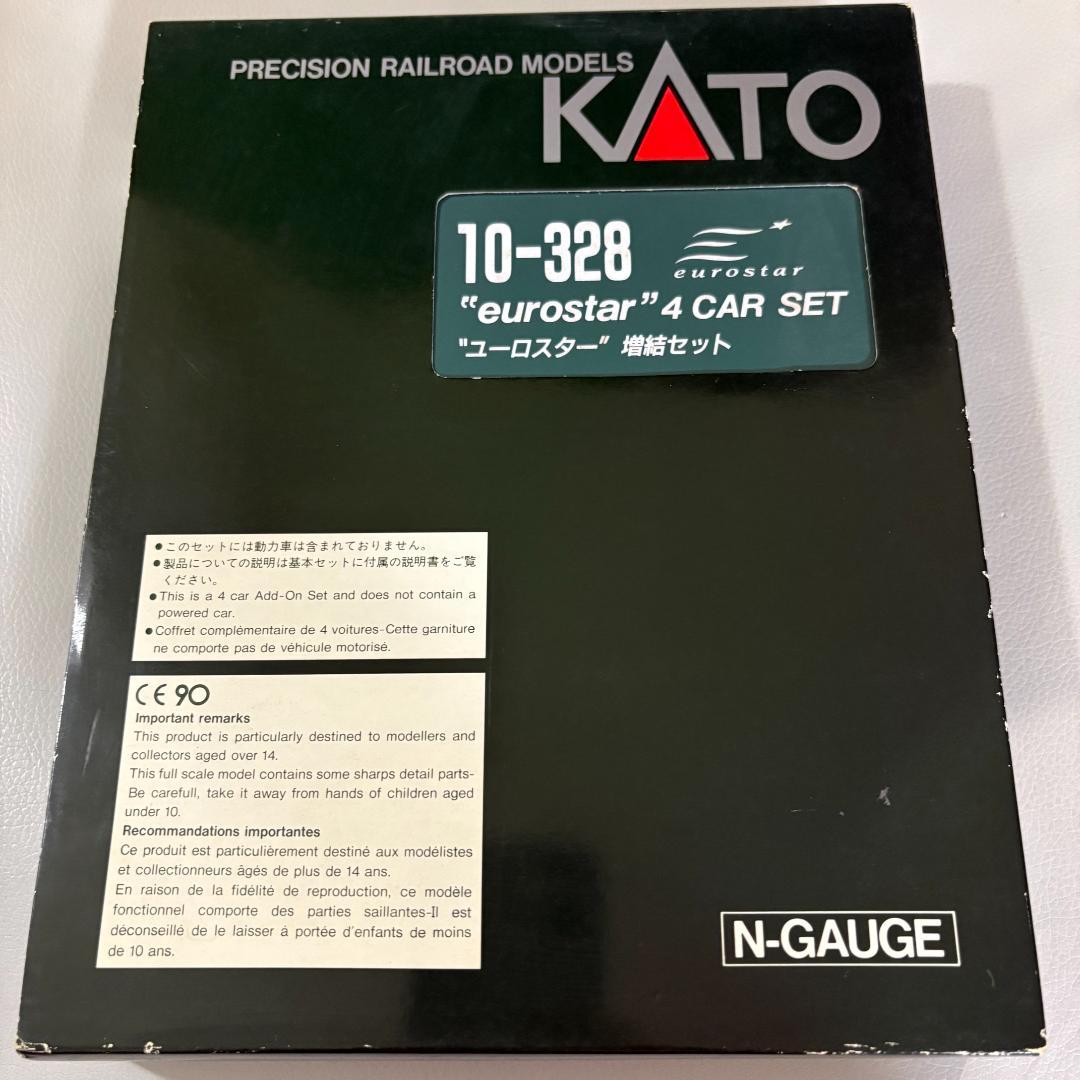 PRECISION RAILROAD MODELS
KATO
10-328
eurostar
"eurostar" 4 CAR SET
"ユーロスター" 増結セット
●このセットには動力車は含まれておりません。
●製品についての説明は基本セットに付属の説明書をご覧
ください。
●This is a 4 car Add-On Set and does not contain a
powered car.
●Coffret complémentaire de 4 voitures-Cette garniture
ne comporte pas de véhicule motorisé.
CE 90
Important remarks
This product is particularly destined to modellers and
collectors aged over 14.
This full scale model contains some sharps detail parts-
Be carefull, take it away from hands of children aged
under 10.
Recommandations importantes
Ce produit est particulièrement destiné aux modélistes
et collectionneurs âgés de plus de 14 ans.
En raison de la fidélité de reproduction, ce modèle
fonctionnel comporte des parties saillantes-Il est
déconseillé de le laisser à portée d'enfants de moins
de 10 ans.
N-GAUGE